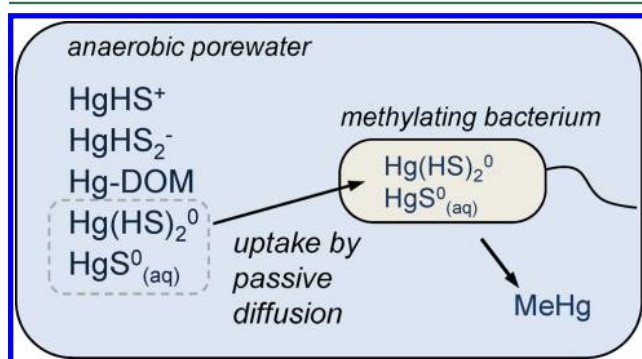 anaerobic porewater
HgHS⁺
HgHS₂⁻
Hg-DOM
Hg(HS)₂⁰
HgS⁰₍aq₎
uptake by
passive
diffusion
methylating bacterium
Hg(HS)₂⁰
HgS⁰₍aq₎
MeHg